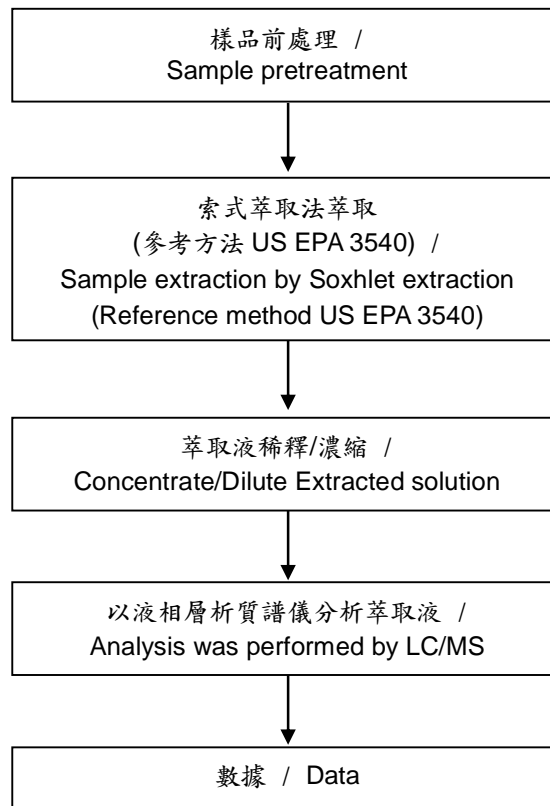 樣品前處理 /
Sample pretreatment
索式萃取法萃取
(參考方法 US EPA 3540) /
Sample extraction by Soxhlet extraction
(Reference method US EPA 3540)
萃取液稀釋/濃縮 /
Concentrate/Dilute Extracted solution
以液相層析質譜儀分析萃取液 /
Analysis was performed by LC/MS
數據 / Data